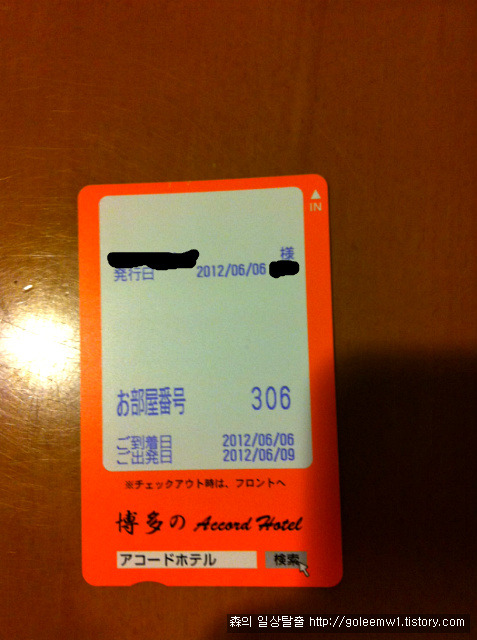 IN
様
発行日 2012/06/06
お部屋番号 306
ご到着日 2012/06/06
ご出発日 2012/06/09
※チェックアウト時は、フロントへ
博多の Accord Hotel
アコードホテル 検索
森의 일상탈출 http://goleemw1.tistory.com